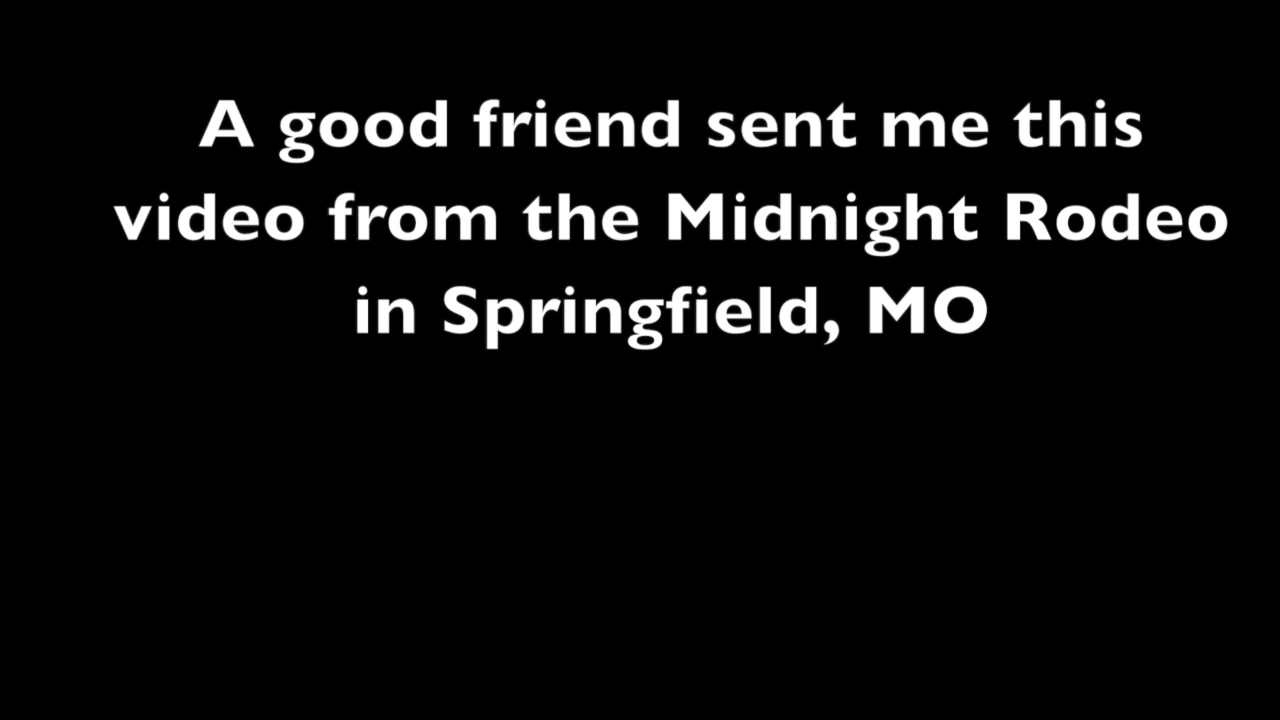 A good friend sent me this
video from the Midnight Rodeo
in Springfield, MO